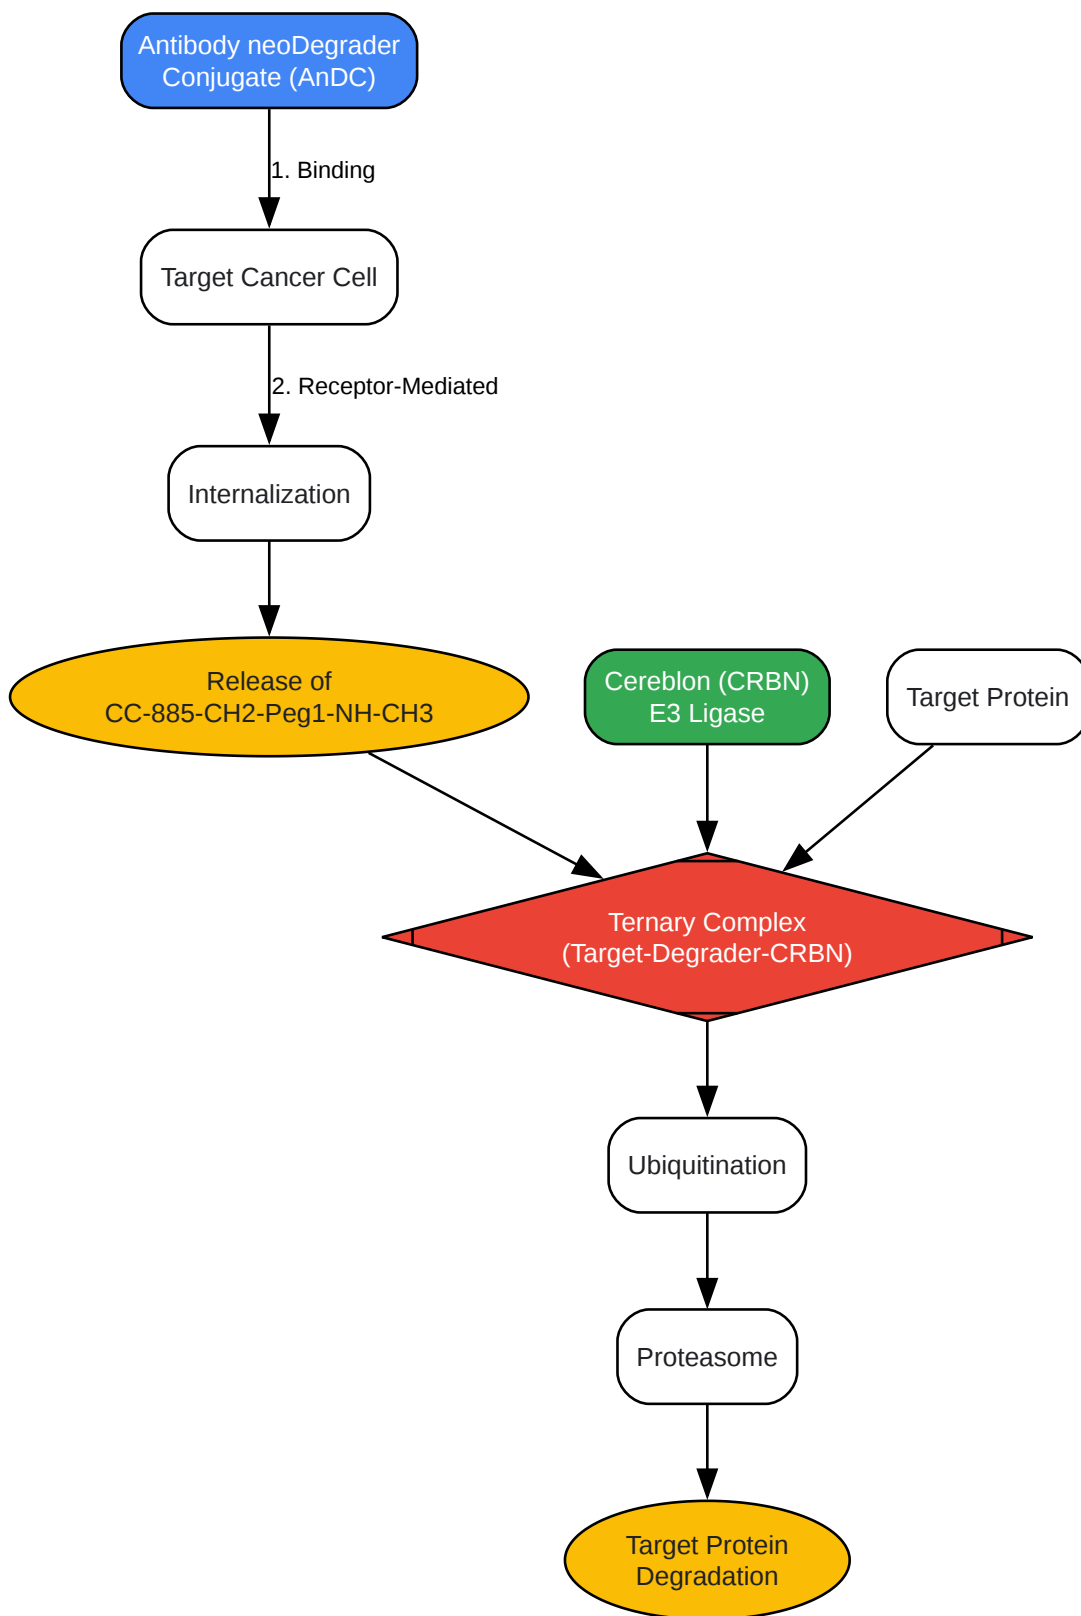 Antibody neoDegrader
Conjugate (AnDC)
1. Binding
Target Cancer Cell
2. Receptor-Mediated
Internalization
Release of
CC-885-CH2-Peg1-NH-CH3
Cereblon (CRBN)
E3 Ligase
Target Protein
Ternary Complex
(Target-Degrader-CRBN)
Ubiquitination
Proteasome
Target Protein
Degradation